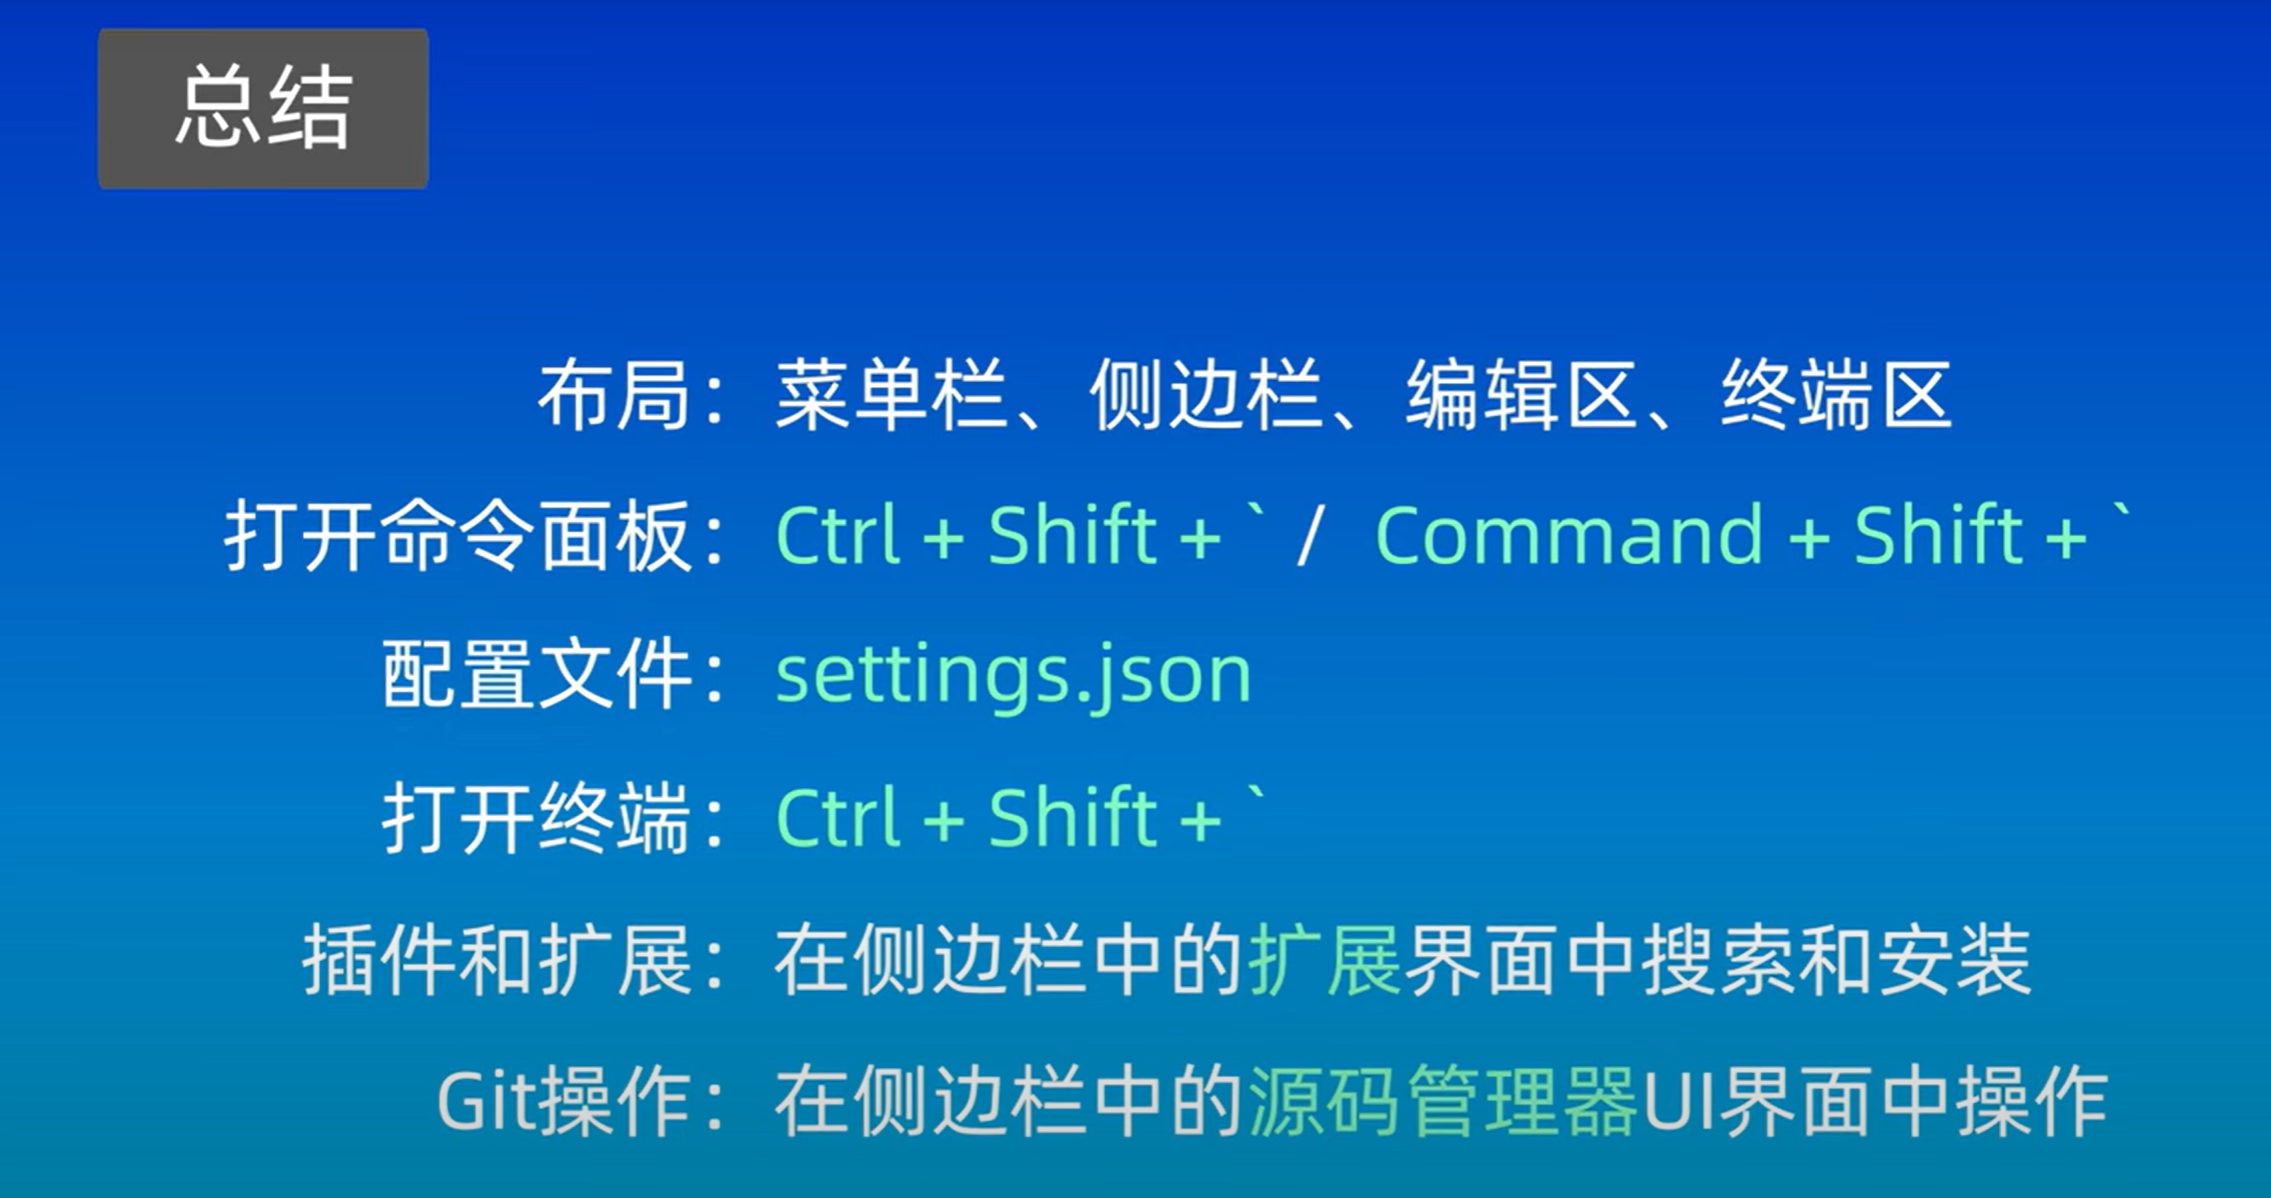 总结
布局：菜单栏、侧边栏、编辑区、终端区
打开命令面板：Ctrl + Shift + ` / Command + Shift + `
配置文件：settings.json
打开终端：Ctrl + Shift + `
插件和扩展：在侧边栏中的扩展界面中搜索和安装
Git操作：在侧边栏中的源码管理器UI界面中操作